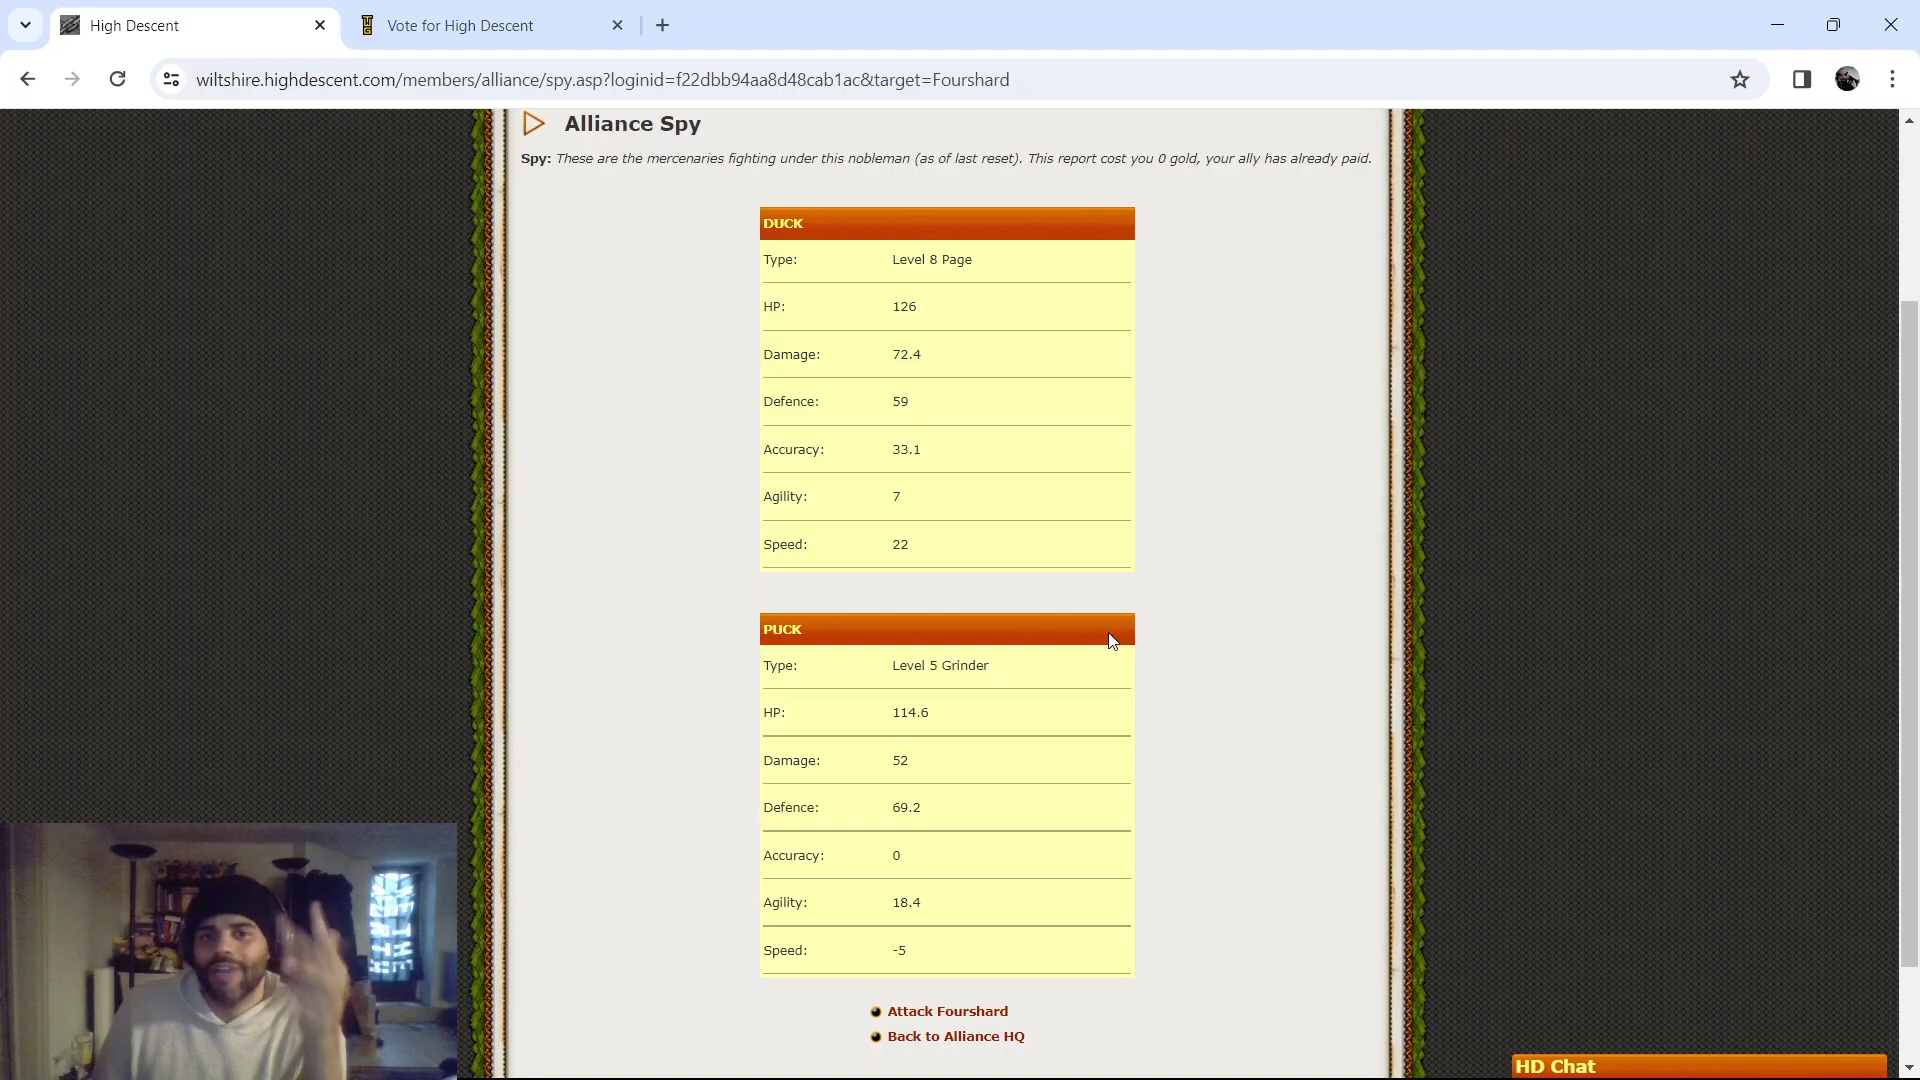 High Descent
Vote for High Descent
wiltshire.highdescent.com/members/alliance/spy.asp?loginid=f22dbb94aa8d48cab1ac&target=Fourshard
Alliance Spy
Spy: These are the mercenaries fighting under this nobleman (as of last reset). This report cost you 0 gold, your ally has already paid.
DUCK
Type: Level 8 Page
HP: 126
Damage: 72.4
Defence: 59
Accuracy: 33.1
Agility: 7
Speed: 22
PUCK
Type: Level 5 Grinder
HP: 114.6
Damage: 52
Defence: 69.2
Accuracy: 0
Agility: 18.4
Speed: -5
Attack Fourshard
Back to Alliance HQ
HD Chat